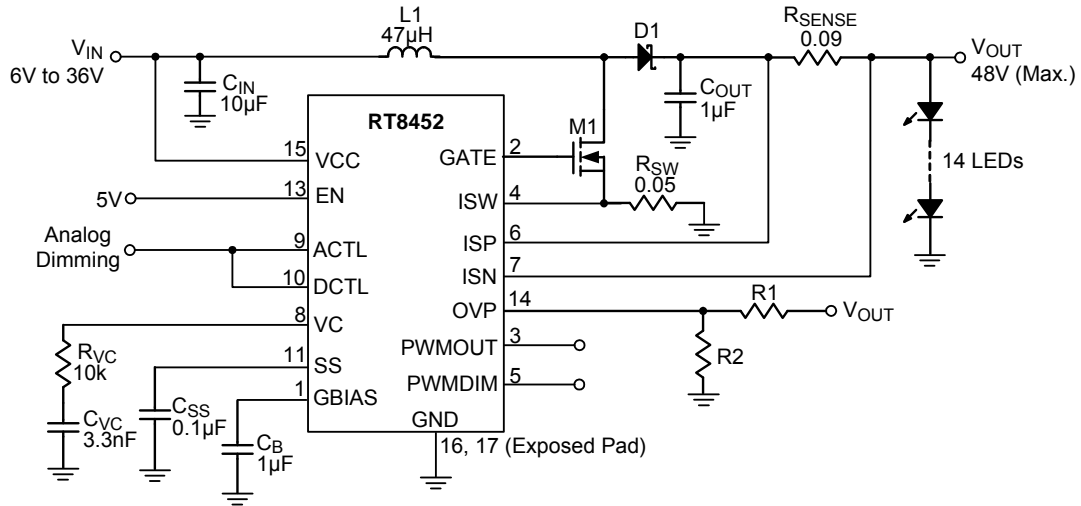 L1
47µH
D1
RSENSE
0.09
VIN
6V to 36V
VOUT
48V (Max.)
CIN
10µF
COUT
1µF
RT8452
M1
15
VCC
GATE
2
14 LEDs
5V
13
EN
ISW
4
RSW
0.05
Analog
Dimming
9
ACTL
ISP
6
10
DCTL
ISN
7
8
VC
OVP
14
R1
VOUT
RVC
10k
11
SS
PWMOUT
3
R2
1
GBIAS
PWMDIM
5
CVC
3.3nF
CSS
0.1µF
GND
CB
1µF
16, 17 (Exposed Pad)